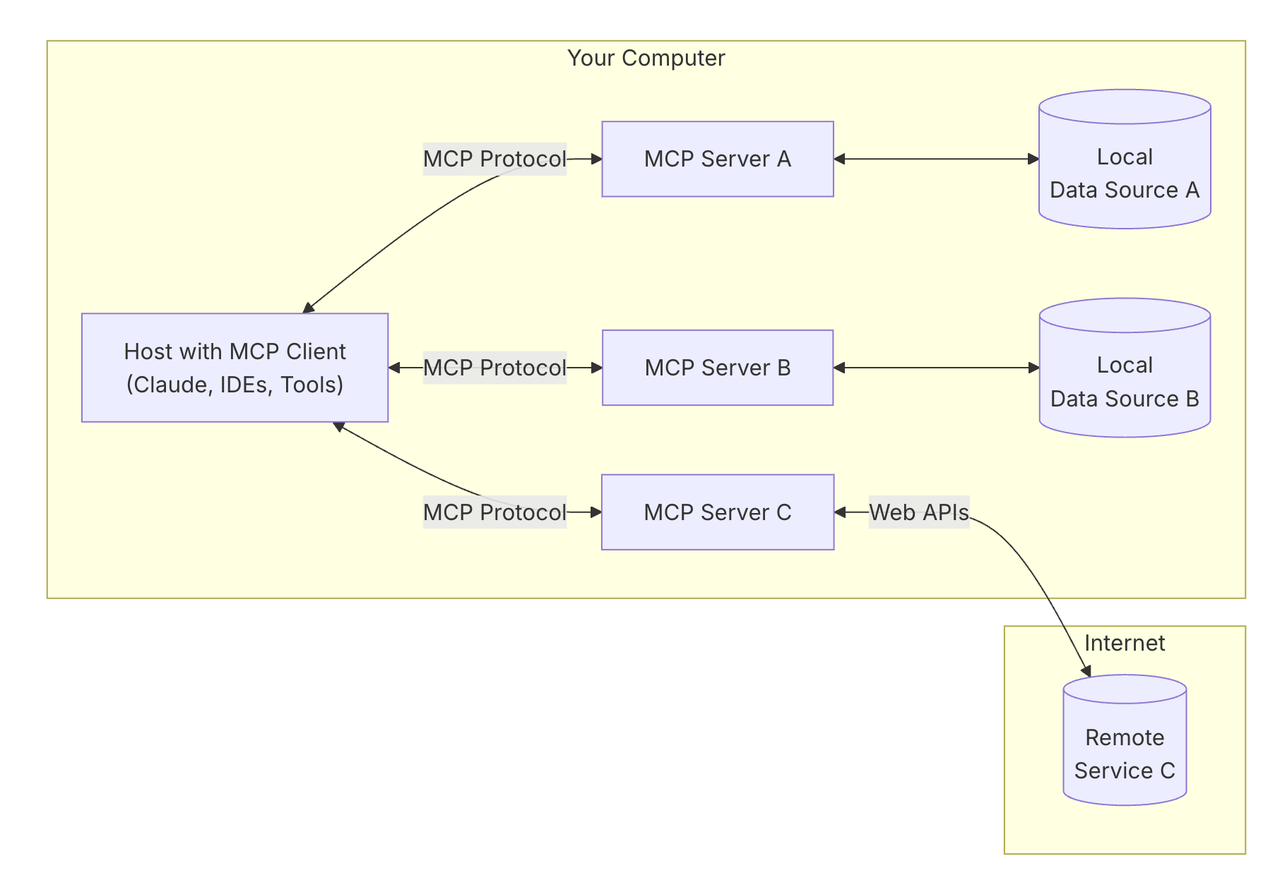 Your Computer
MCP Protocol
MCP Server A
Local
Data Source A
Host with MCP Client
(Claude, IDEs, Tools)
MCP Protocol
MCP Server B
Local
Data Source B
MCP Protocol
MCP Server C
Web APIs
Internet
Remote
Service C